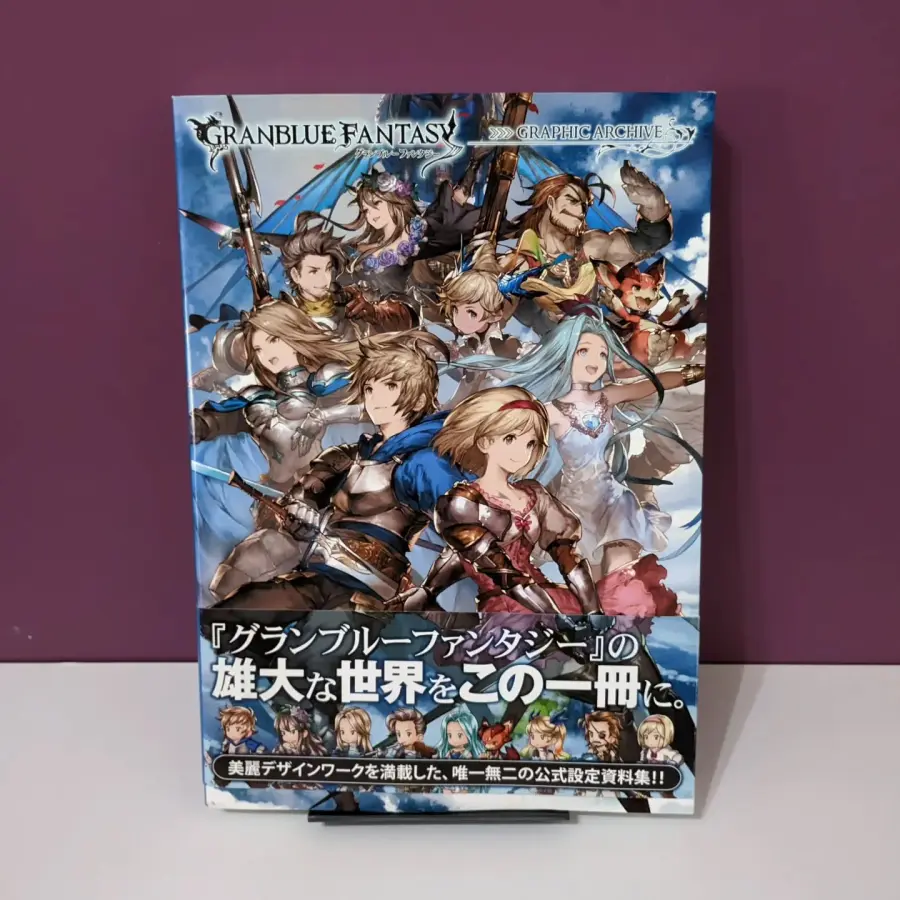 GRANBLUE FANTASY
グランブルーファンタジー
>>> GRAPHIC ARCHIVE
『グランブルーファンタジー』の
雄大な世界をこの一冊に。
美麗デザインワークを満載した、唯一無二の公式設定資料集!!